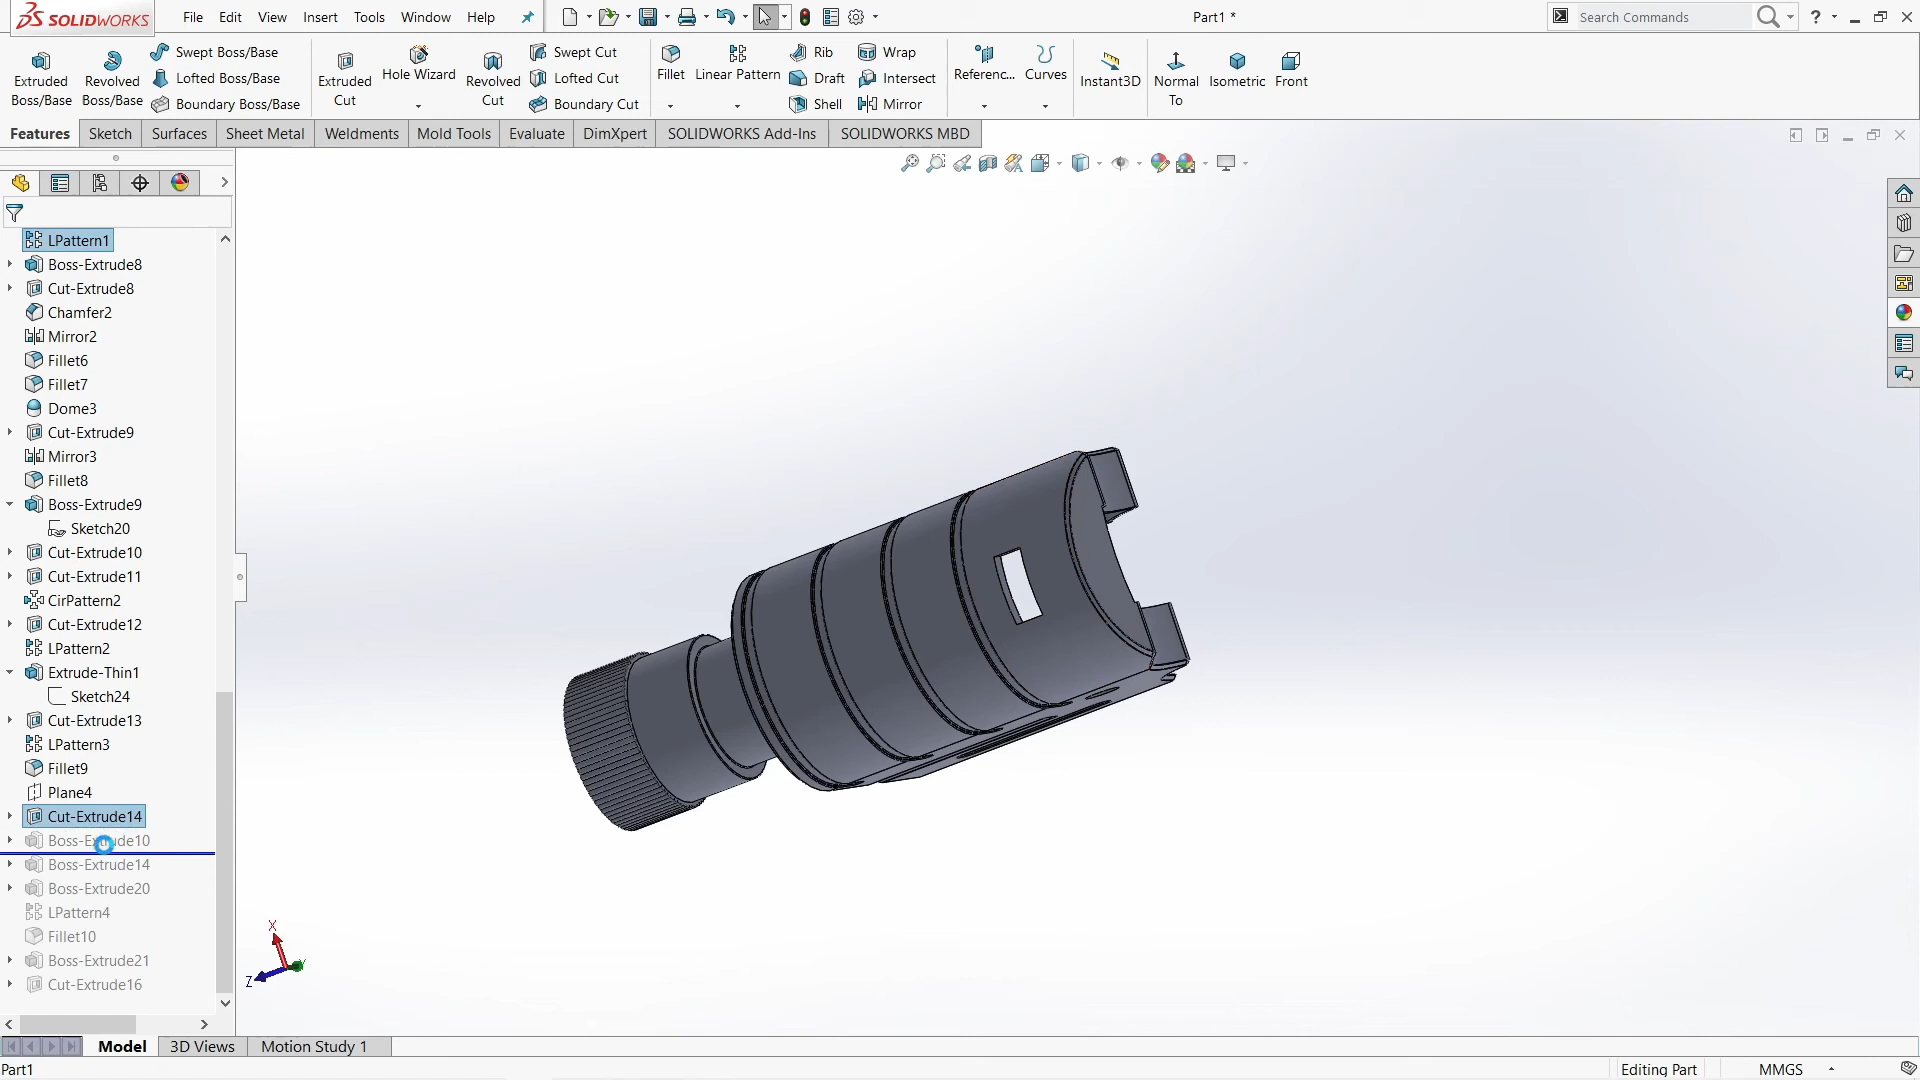 SOLIDWORKS
File Edit View Insert Tools Window Help
Part1 *
Search Commands
?
Extruded Boss/Base
Revolved Boss/Base
Swept Boss/Base
Lofted Boss/Base
Boundary Boss/Base
Extruded Cut
Hole Wizard
Revolved Cut
Swept Cut
Lofted Cut
Boundary Cut
Fillet
Linear Pattern
Rib
Draft
Shell
Wrap
Intersect
Mirror
Referenc...
Curves
Instant3D
Normal To
Isometric
Front
Features Sketch Surfaces Sheet Metal Weldments Mold Tools Evaluate DimXpert SOLIDWORKS Add-Ins SOLIDWORKS MBD
LPattern1
Boss-Extrude8
Cut-Extrude8
Chamfer2
Mirror2
Fillet6
Fillet7
Dome3
Cut-Extrude9
Mirror3
Fillet8
Boss-Extrude9
Sketch20
Cut-Extrude10
Cut-Extrude11
CirPattern2
Cut-Extrude12
LPattern2
Extrude-Thin1
Sketch24
Cut-Extrude13
LPattern3
Fillet9
Plane4
Cut-Extrude14
Boss-Extrude10
Boss-Extrude14
Boss-Extrude20
LPattern4
Fillet10
Boss-Extrude21
Cut-Extrude16
X
Y
Z
Model 3D Views Motion Study 1
Part1
Editing Part
MMGS